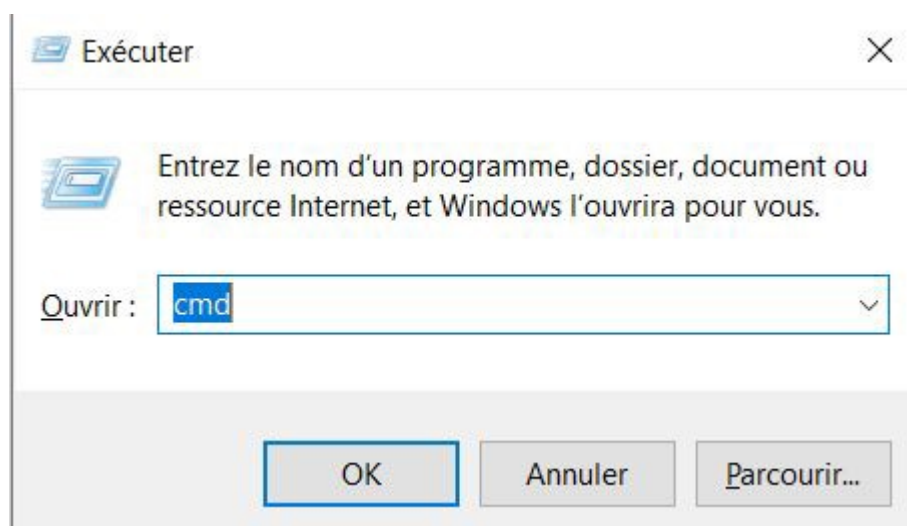 Exécuter
Entrez le nom d’un programme, dossier, document ou
ressource Internet, et Windows l’ouvrira pour vous.
Ouvrir :
cmd
OK
Annuler
Parcourir...